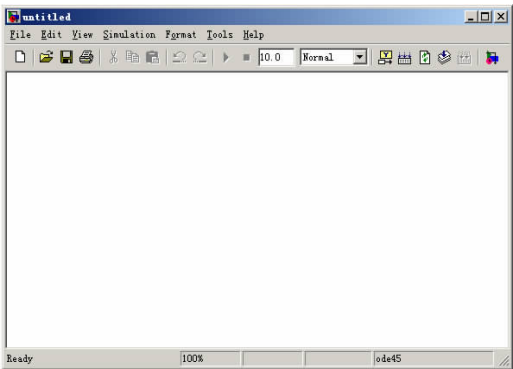 untitled
File Edit View Simulation Format Tools Help
10.0 Normal
Ready 100% ode45